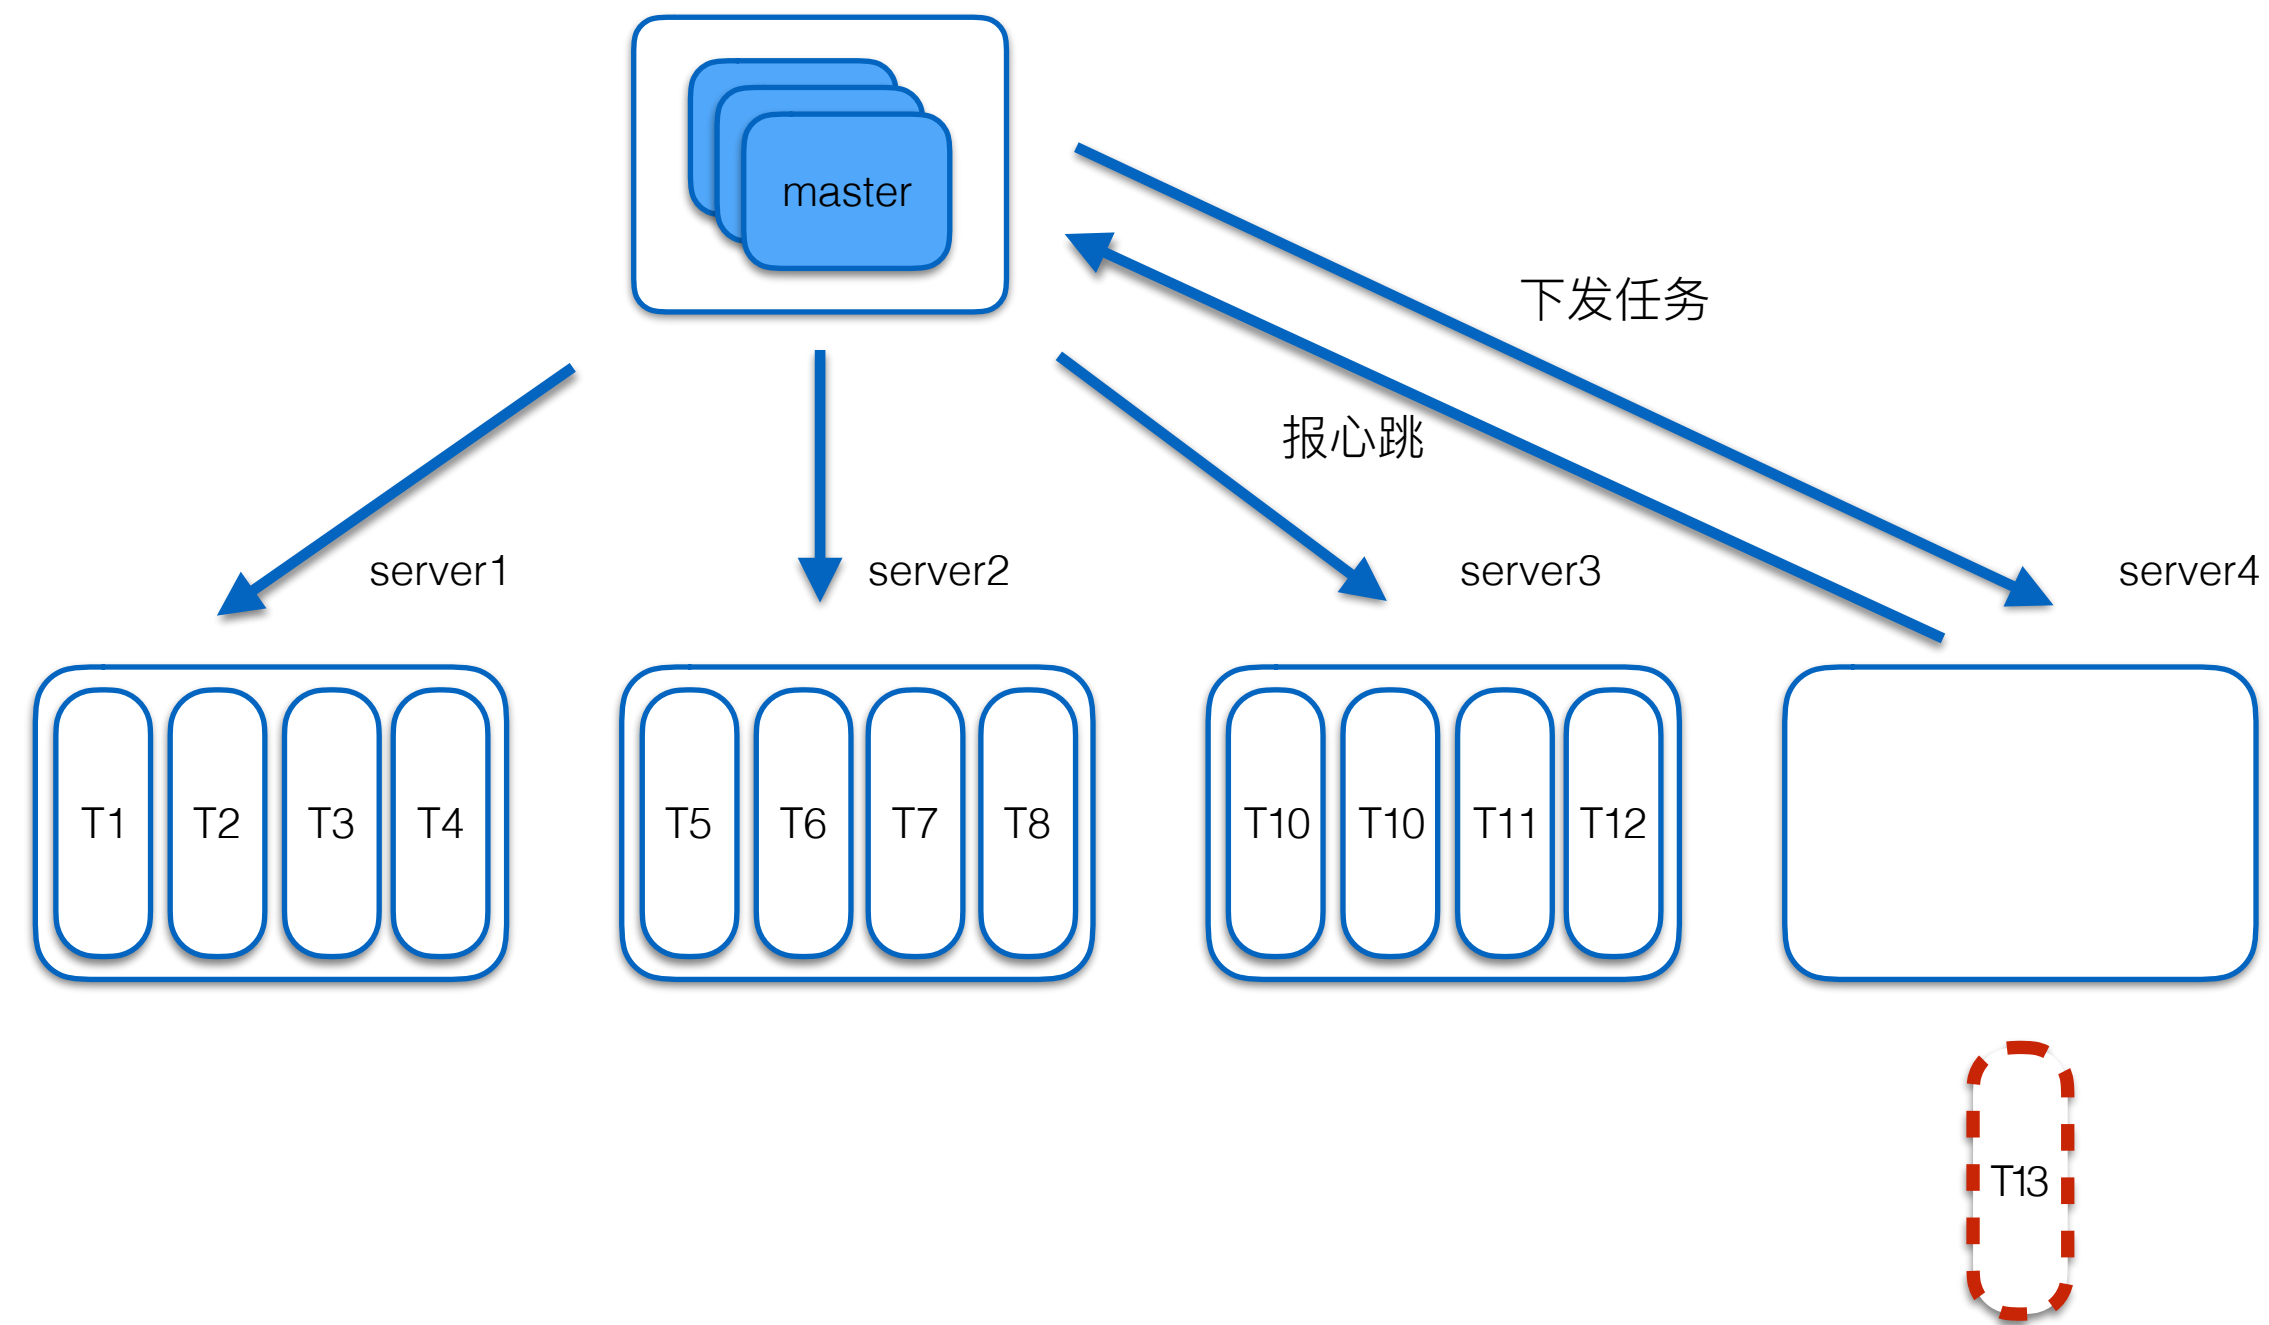 master
下发任务
报心跳
server1
server2
server3
server4
T1
T2
T3
T4
T5
T6
T7
T8
T10
T10
T11
T12
T13